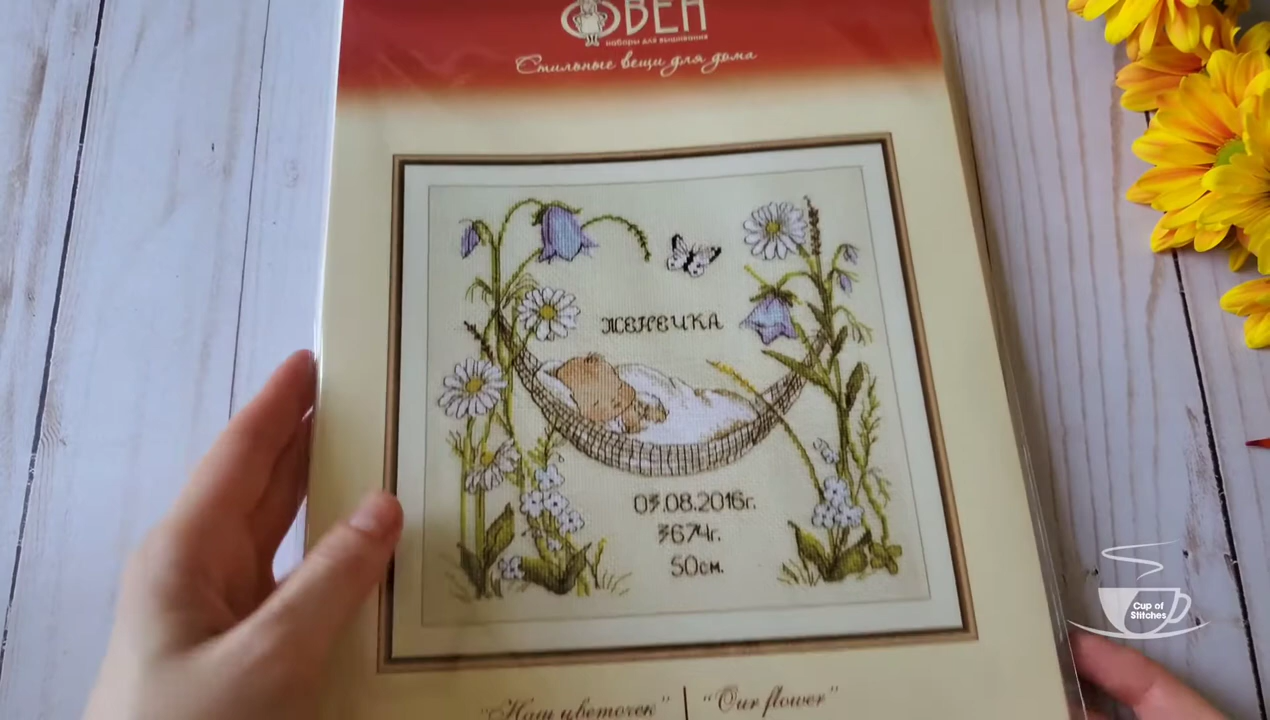 ОВЕН
наборы для вышивания
Стильные вещи для дома
ЖЕНЕЧКА
03.08.2016г.
3674г.
50см.
"Наш цветочек" | "Our flower"
Cup of
Stitches